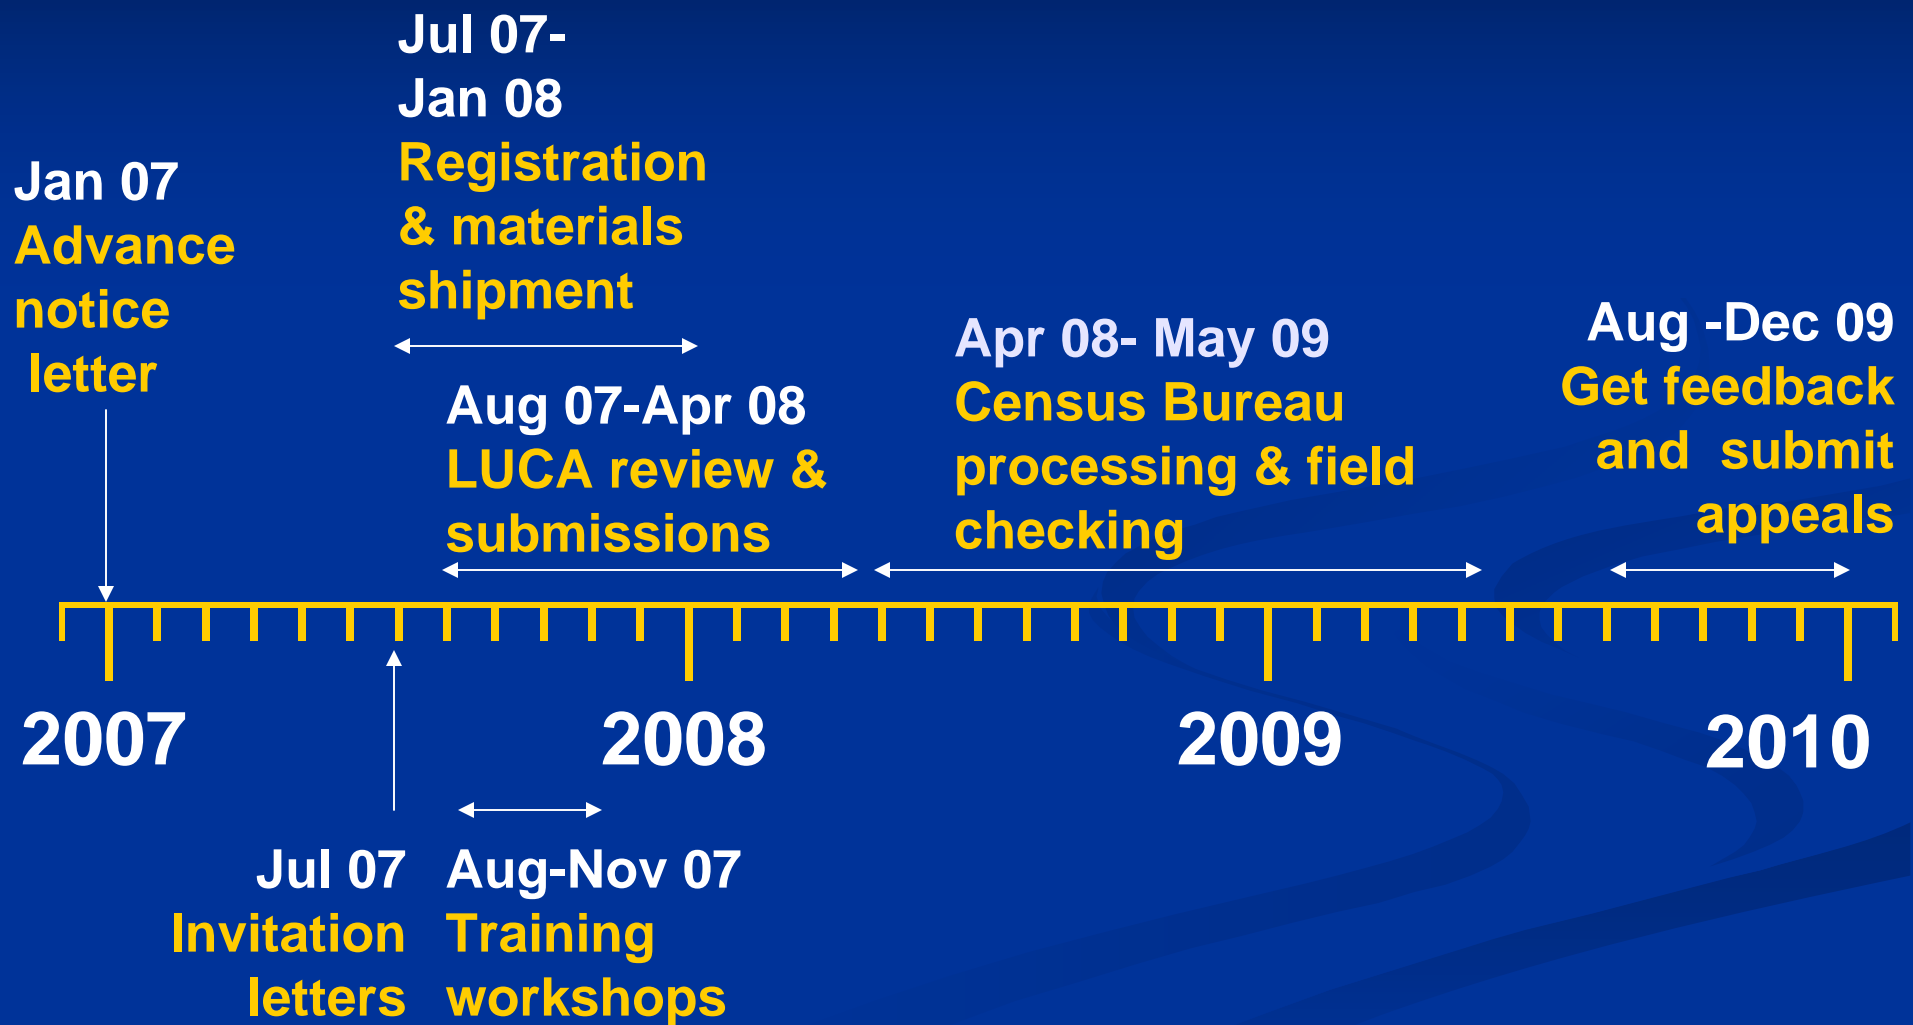 Jan 07
Advance
notice
letter
Jul 07-
Jan 08
Registration
& materials
shipment
Aug 07-Apr 08
LUCA review &
submissions
Apr 08- May 09
Census Bureau
processing & field
checking
Aug -Dec 09
Get feedback
and submit
appeals
2007
2008
2009
2010
Jul 07
Invitation
letters
Aug-Nov 07
Training
workshops